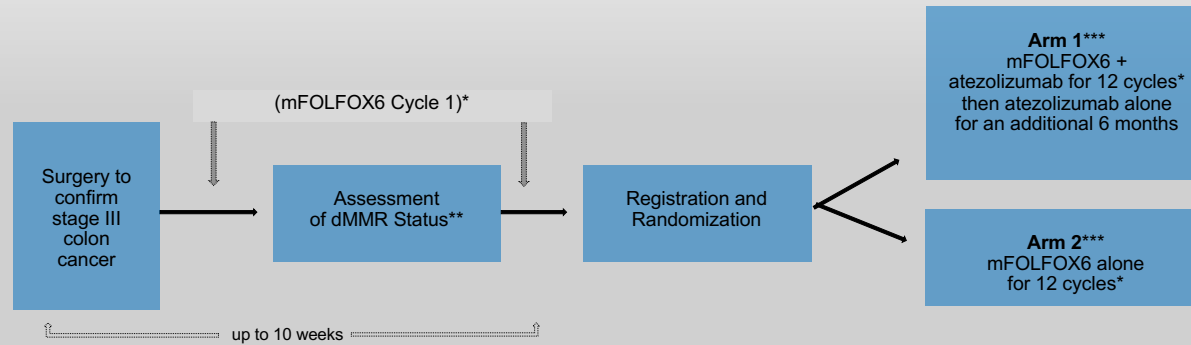 (mFOLFOX6 Cycle 1)*
Surgery to
confirm
stage III
colon
cancer
Assessment
of dMMR Status**
Registration and
Randomization
Arm 1***
mFOLFOX6 +
atezolizumab for 12 cycles*
then atezolizumab alone
for an additional 6 months
Arm 2***
mFOLFOX6 alone
for 12 cycles*
up to 10 weeks